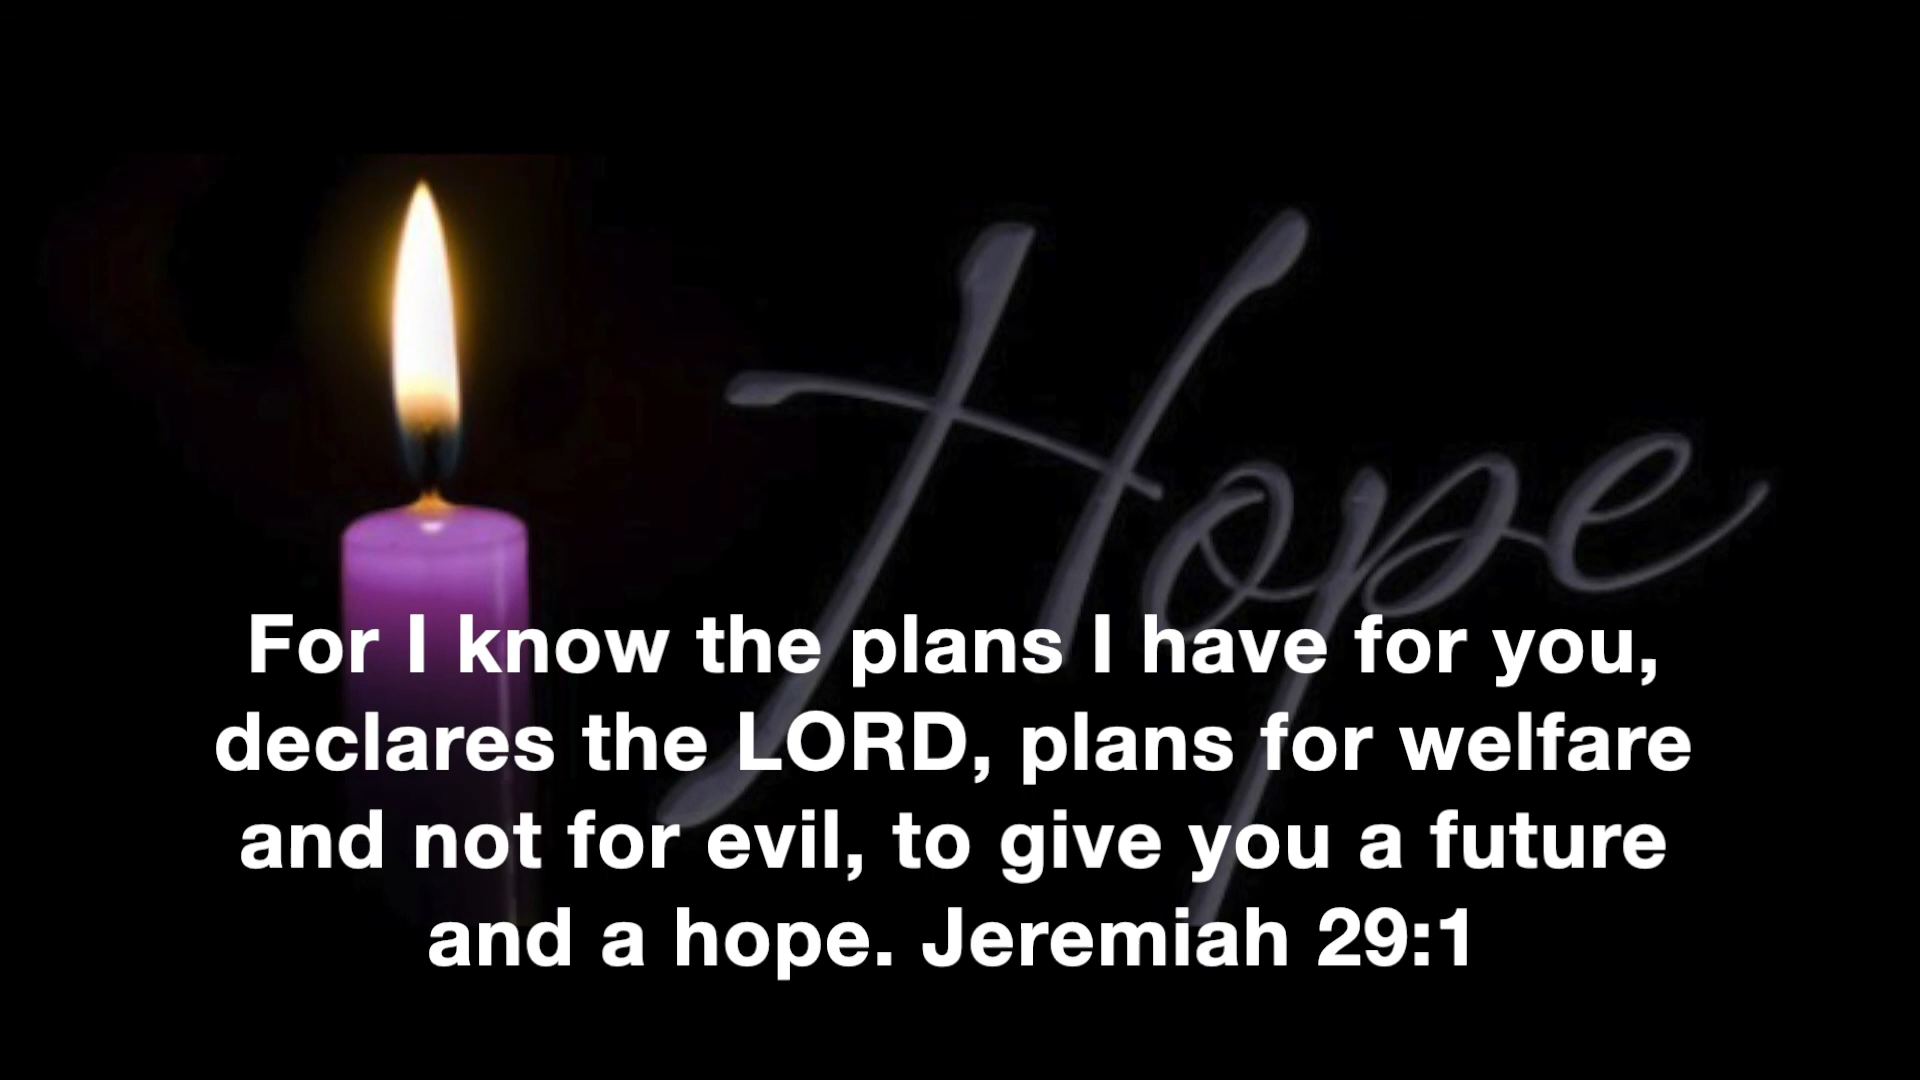 Hope
For I know the plans I have for you,
declares the LORD, plans for welfare
and not for evil, to give you a future
and a hope. Jeremiah 29:1